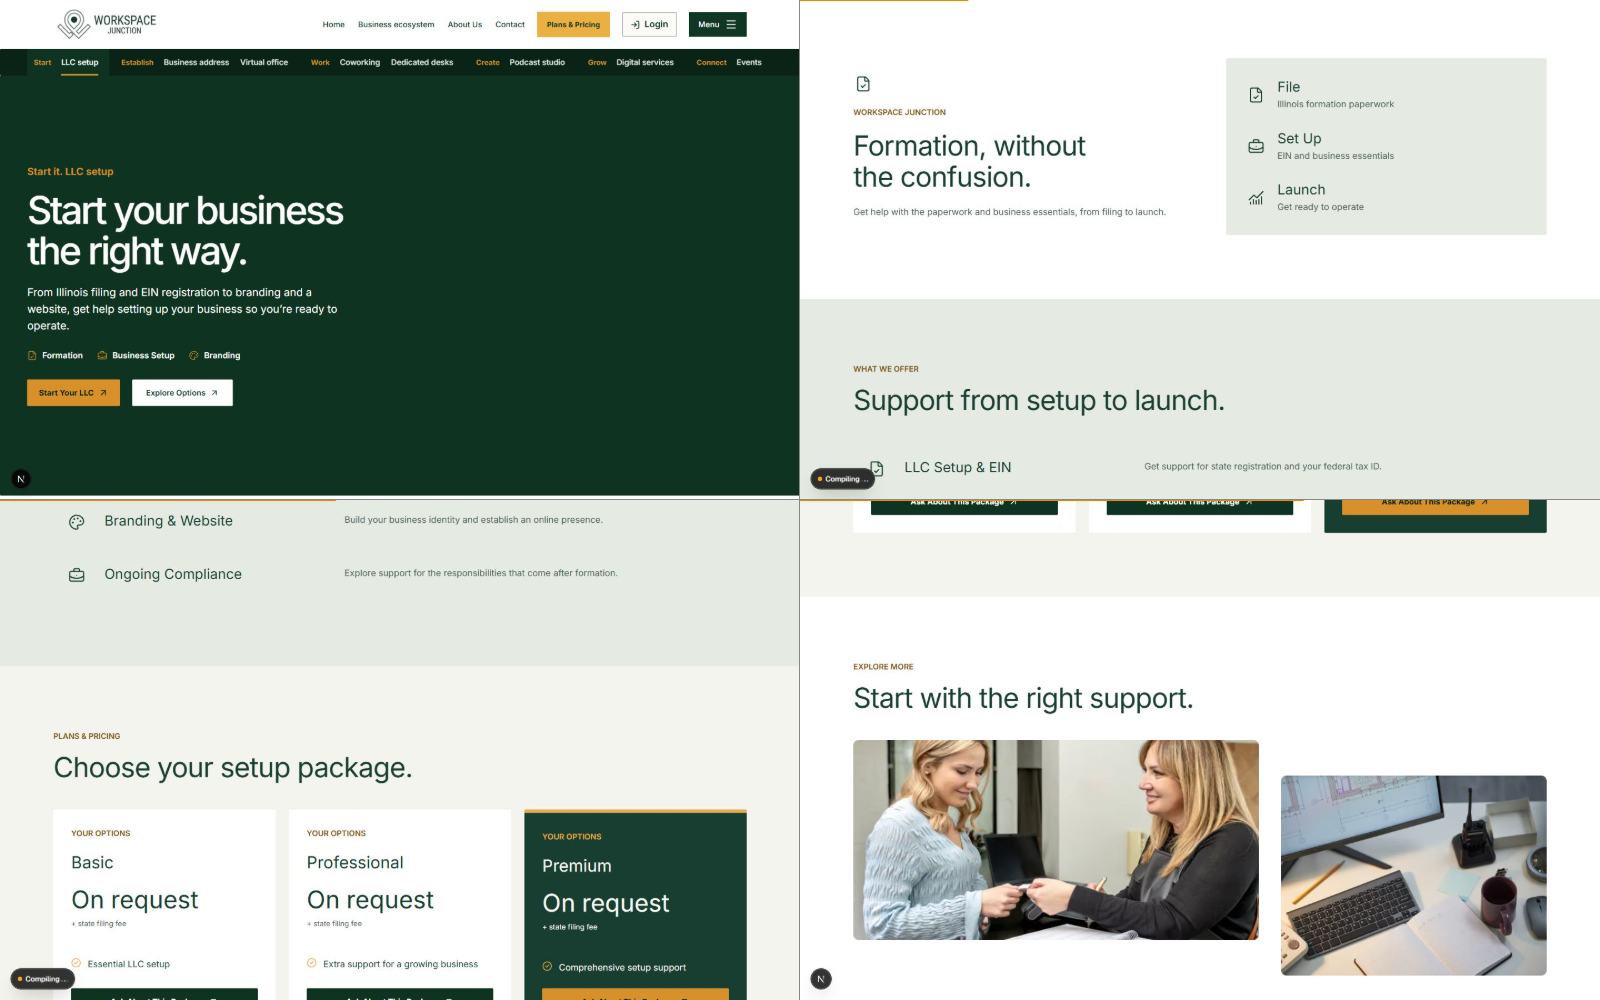 WORKSPACE
JUNCTION
Home Business ecosystem About Us Contact Plans & Pricing Login Menu
Start LLC setup Establish Business address Virtual office Work Coworking Dedicated desks Create Podcast studio Grow Digital services Connect Events
Start it. LLC setup
Start your business
the right way.
From Illinois filing and EIN registration to branding and a
website, get help setting up your business so you're ready to
operate.
Formation Business Setup Branding
Start Your LLC Explore Options
N
WORKSPACE JUNCTION
Formation, without
the confusion.
Get help with the paperwork and business essentials, from filing to launch.
File
Illinois formation paperwork
Set Up
EIN and business essentials
Launch
Get ready to operate
WHAT WE OFFER
Support from setup to launch.
LLC Setup & EIN Get support for state registration and your federal tax ID.
Compiling ...
Branding & Website Build your business identity and establish an online presence.
Ongoing Compliance Explore support for the responsibilities that come after formation.
PLANS & PRICING
Choose your setup package.
YOUR OPTIONS
Basic
On request
+ state filing fee
Essential LLC setup
Ask About This Package
YOUR OPTIONS
Professional
On request
+ state filing fee
Extra support for a growing business
Ask About This Package
YOUR OPTIONS
Premium
On request
+ state filing fee
Comprehensive setup support
Compiling ...
Ask About This Package Ask About This Package Ask About This Package
EXPLORE MORE
Start with the right support.
N